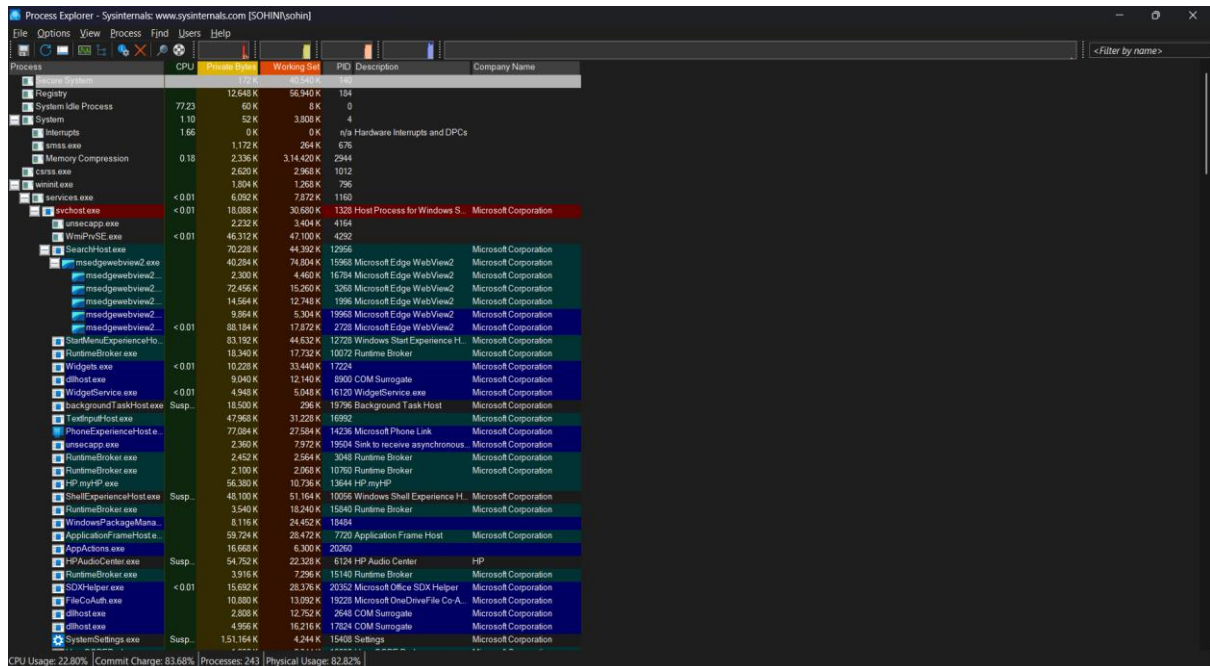 Process Explorer - Sysinternals: www.sysinternals.com [SOHINI\sohin]
File Options View Process Find Users Help
<Filter by name>
Process CPU Private Bytes Working Set PID Description Company Name
Secure System 172 K 40,540 K 140
Registry 12,648 K 56,940 K 184
System Idle Process 77.23 60 K 8 K 0
System 1.10 52 K 3,808 K 4
Interrupts 1.66 0 K 0 K n/a Hardware Interrupts and DPCs
smss.exe 1,172 K 264 K 676
Memory Compression 0.18 2,336 K 3,14,420 K 2944
csrss.exe 2,620 K 2,968 K 1012
wininit.exe 1,804 K 1,268 K 796
services.exe < 0.01 6,092 K 7,872 K 1160
svchost.exe < 0.01 18,088 K 30,680 K 1328 Host Process for Windows S... Microsoft Corporation
unsecapp.exe 2,232 K 3,404 K 4164
WmiPrvSE.exe < 0.01 46,312 K 47,100 K 4292
SearchHost.exe 70,228 K 44,392 K 12956 Microsoft Corporation
msedgewebview2.exe 40,284 K 74,804 K 15968 Microsoft Edge WebView2 Microsoft Corporation
msedgewebview2... 2,300 K 4,460 K 16784 Microsoft Edge WebView2 Microsoft Corporation
msedgewebview2... 72,456 K 15,260 K 3268 Microsoft Edge WebView2 Microsoft Corporation
msedgewebview2... 14,564 K 12,748 K 1996 Microsoft Edge WebView2 Microsoft Corporation
msedgewebview2... 9,864 K 5,304 K 19968 Microsoft Edge WebView2 Microsoft Corporation
msedgewebview2... < 0.01 88,184 K 17,872 K 2728 Microsoft Edge WebView2 Microsoft Corporation
StartMenuExperienceHo... 83,192 K 44,632 K 12728 Windows Start Experience H... Microsoft Corporation
RuntimeBroker.exe 18,340 K 17,732 K 10072 Runtime Broker Microsoft Corporation
Widgets.exe < 0.01 10,228 K 33,440 K 17224 Microsoft Corporation
dllhost.exe 9,040 K 12,140 K 8900 COM Surrogate Microsoft Corporation
WidgetService.exe < 0.01 4,948 K 5,048 K 16120 WidgetService.exe Microsoft Corporation
backgroundTaskHost.exe Susp... 18,500 K 296 K 19796 Background Task Host Microsoft Corporation
TextInputHost.exe 47,968 K 31,228 K 16992 Microsoft Corporation
PhoneExperienceHost.e... 77,084 K 27,584 K 14236 Microsoft Phone Link Microsoft Corporation
unsecapp.exe 2,360 K 7,972 K 19504 Sink to receive asynchronous... Microsoft Corporation
RuntimeBroker.exe 2,452 K 2,564 K 3048 Runtime Broker Microsoft Corporation
RuntimeBroker.exe 2,100 K 2,068 K 10760 Runtime Broker Microsoft Corporation
HP.myHP.exe 56,380 K 10,736 K 13644 HP.myHP
ShellExperienceHost.exe Susp... 48,100 K 51,164 K 10056 Windows Shell Experience H... Microsoft Corporation
RuntimeBroker.exe 3,540 K 18,240 K 15840 Runtime Broker Microsoft Corporation
WindowsPackageMana... 8,116 K 24,452 K 18484
ApplicationFrameHost.e... 59,724 K 28,472 K 7720 Application Frame Host Microsoft Corporation
AppActions.exe 16,668 K 6,300 K 20260
HPAudioCenter.exe Susp... 54,752 K 22,328 K 6124 HP Audio Center HP
RuntimeBroker.exe 3,916 K 7,296 K 15140 Runtime Broker Microsoft Corporation
SDXHelper.exe < 0.01 15,692 K 28,376 K 20352 Microsoft Office SDX Helper Microsoft Corporation
FileCoAuth.exe 10,880 K 13,092 K 19228 Microsoft OneDriveFile Co-A... Microsoft Corporation
dllhost.exe 2,808 K 12,752 K 2648 COM Surrogate Microsoft Corporation
dllhost.exe 4,956 K 16,216 K 17824 COM Surrogate Microsoft Corporation
SystemSettings.exe Susp... 1,51,164 K 4,244 K 15408 Settings Microsoft Corporation
CPU Usage: 22.80% Commit Charge: 83.68% Processes: 243 Physical Usage: 82.82%